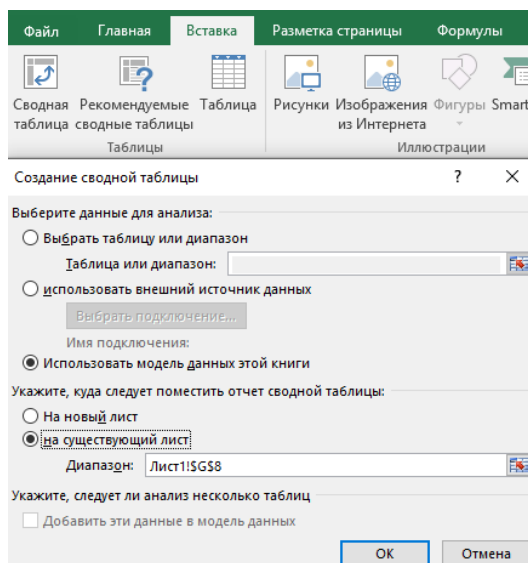 Файл Главная Вставка Разметка страницы Формулы
Сводная Рекомендуемые Таблица Рисунки Изображения Фигуры Smart
таблица сводные таблицы из Интернета
Таблицы Иллюстрации
Создание сводной таблицы ? ×
Выберите данные для анализа:
Выбрать таблицу или диапазон
Таблица или диапазон:
использовать внешний источник данных
Выбрать подключение...
Имя подключения:
Использовать модель данных этой книги
Укажите, куда следует поместить отчет сводной таблицы:
На новый лист
на существующий лист
Диапазон: Лист1!$G$8
Укажите, следует ли анализ несколько таблиц
Добавить эти данные в модель данных
ОК Отмена